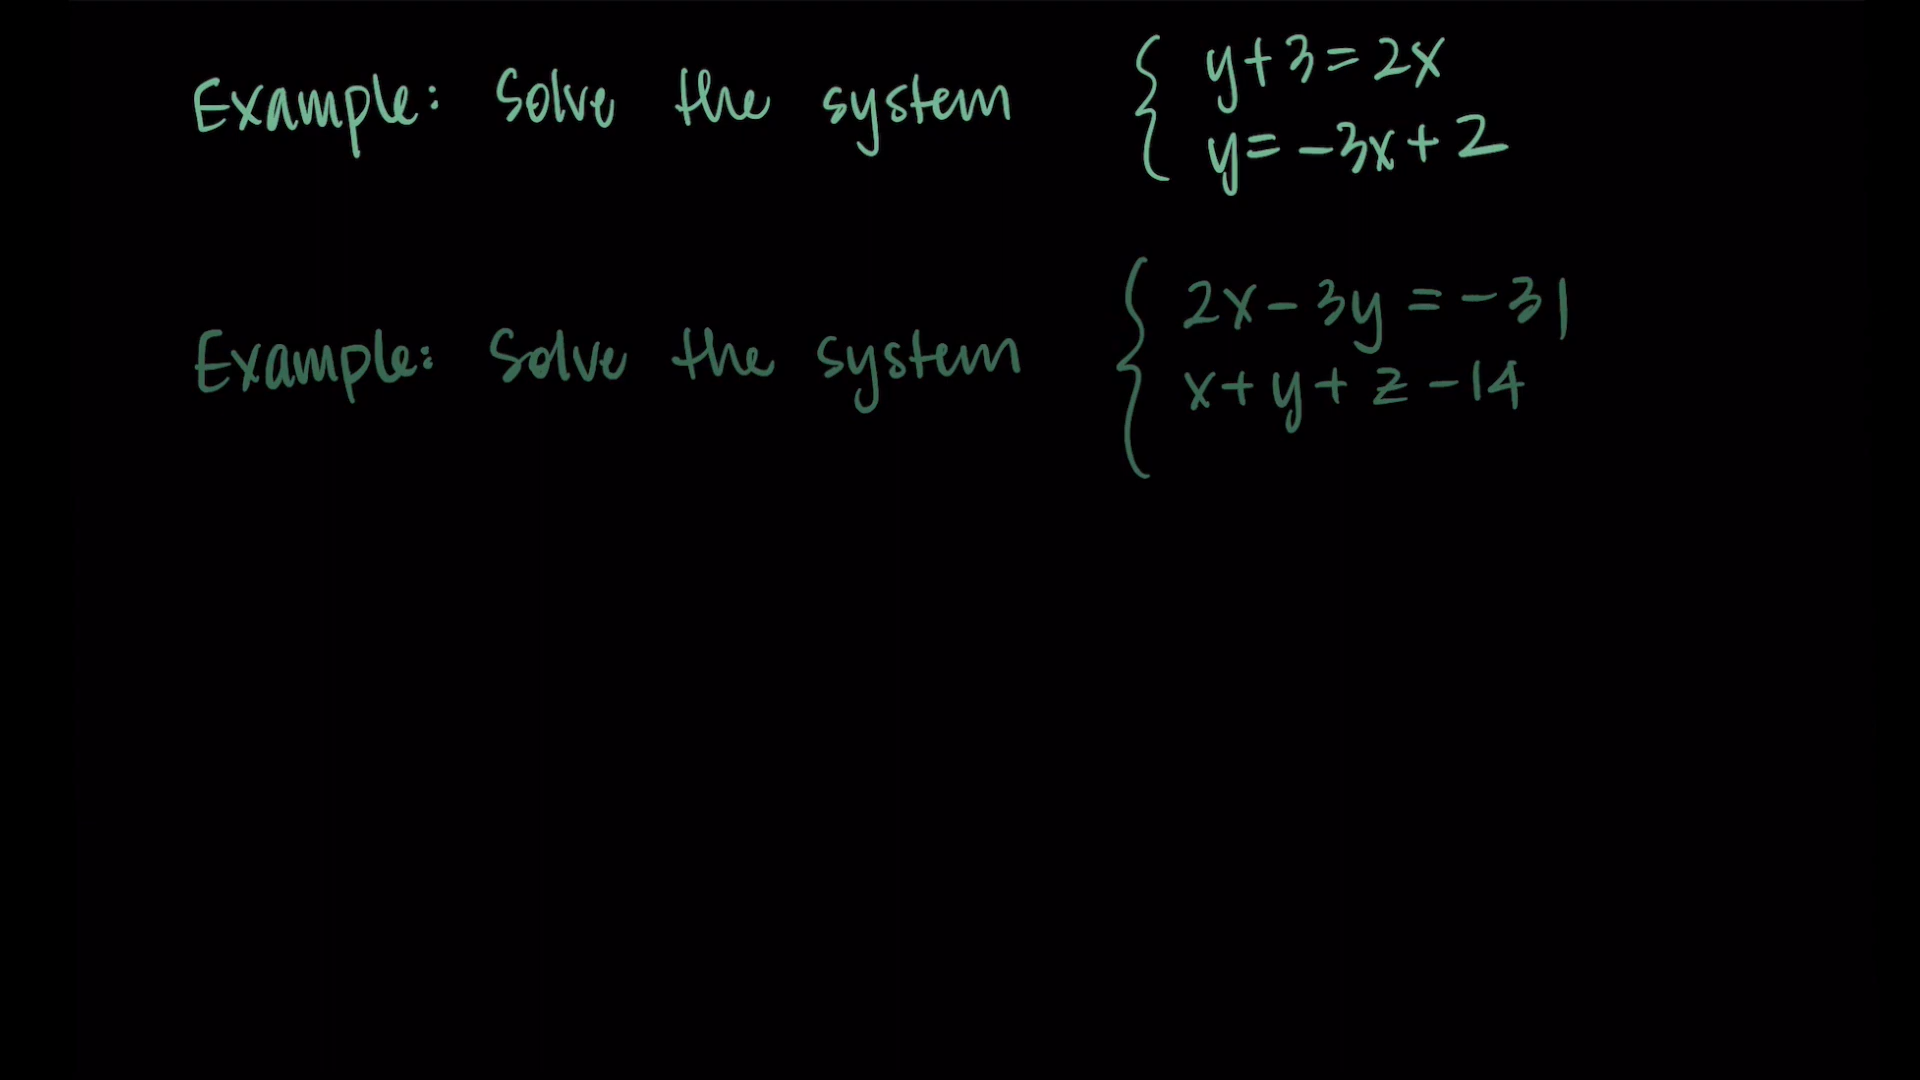 Example: Solve the system { y+3=2x
y=-3x+2
Example: Solve the system { 2x-3y=-31
x+y+z-14